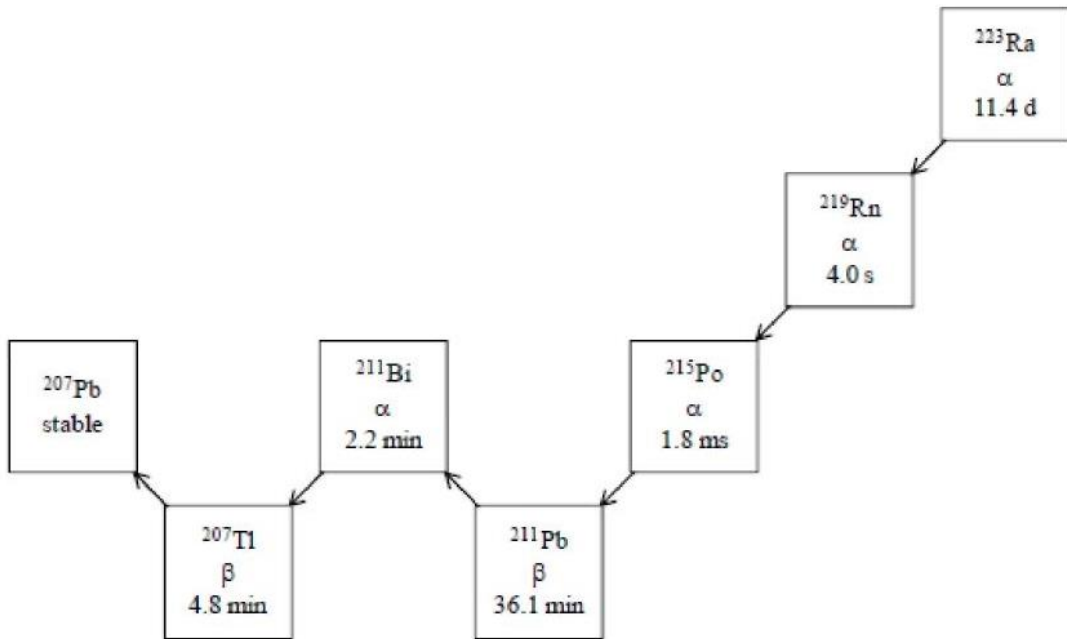 ²²³Ra
α
11.4 d
²¹⁹Rn
α
4.0 s
²⁰⁷Pb
stable
²¹¹Bi
α
2.2 min
²¹⁵Po
α
1.8 ms
²⁰⁷Tl
β
4.8 min
²¹¹Pb
β
36.1 min